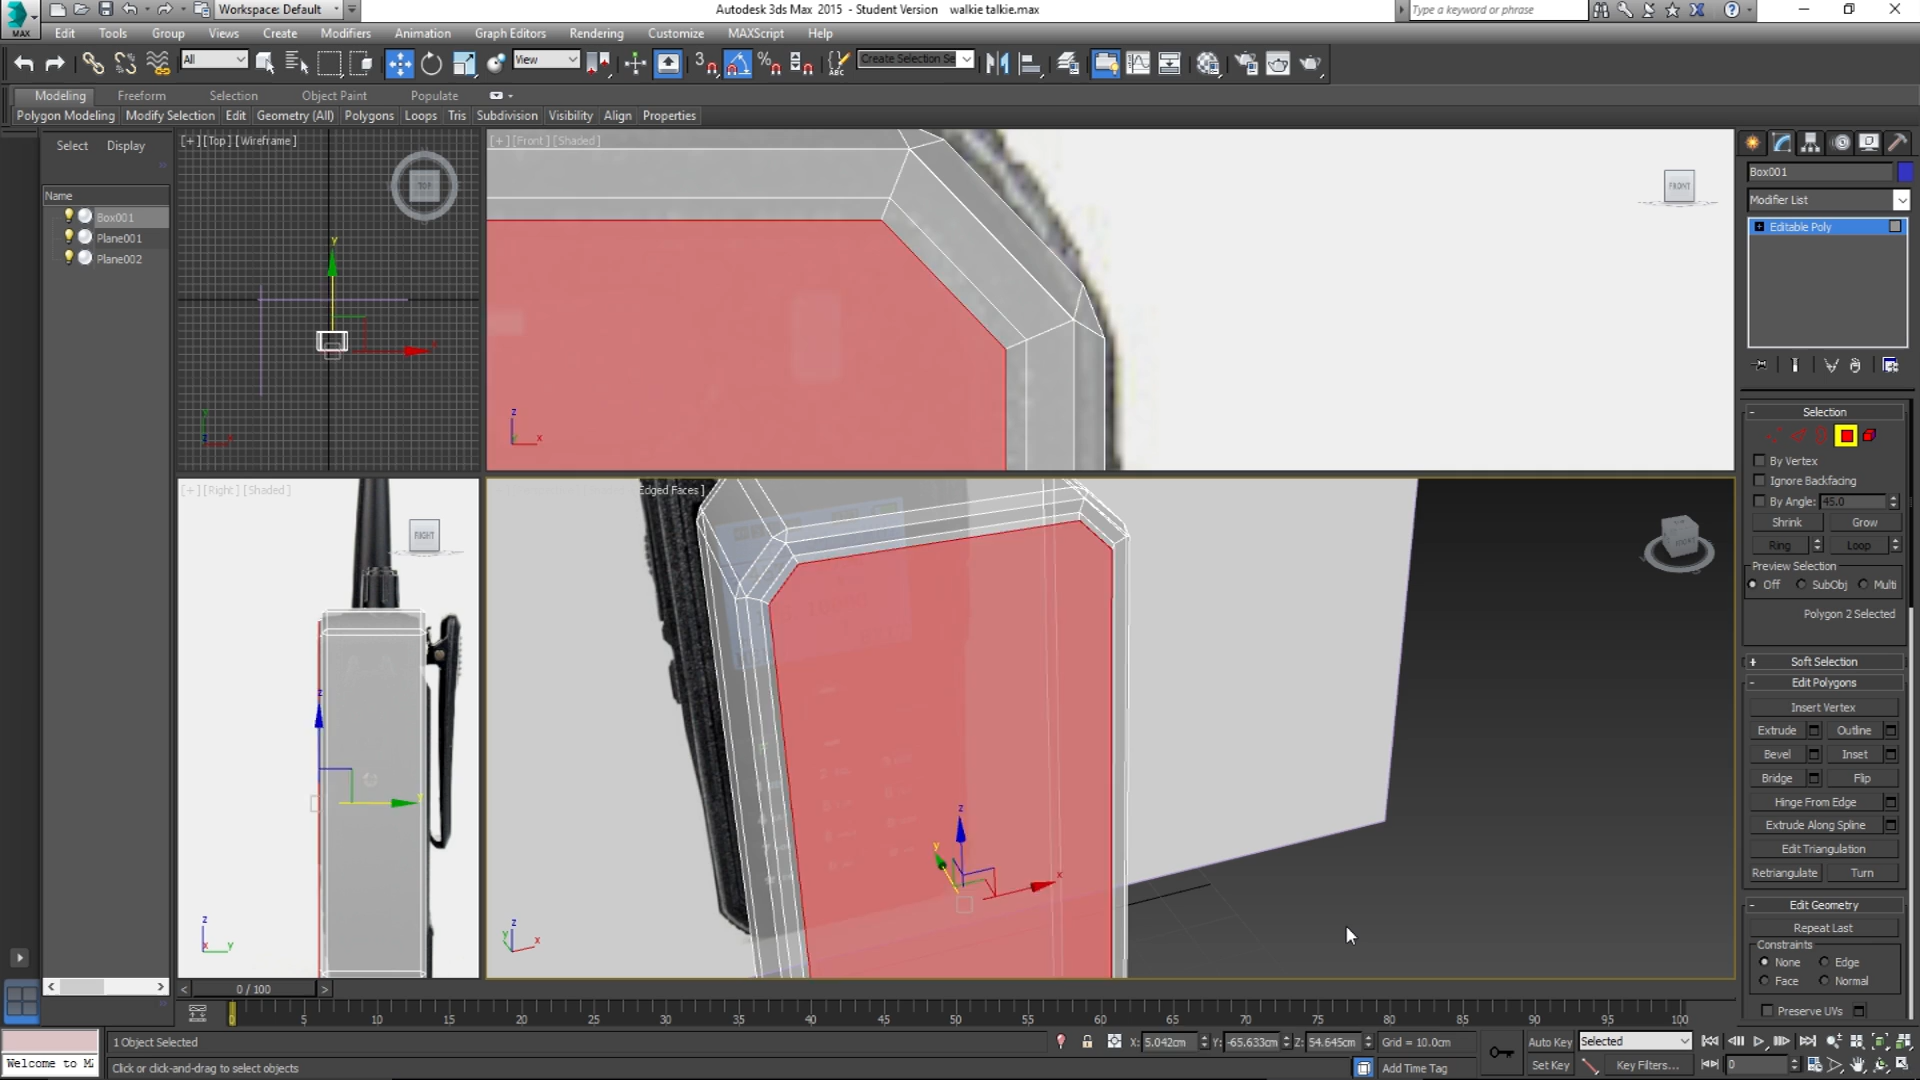 Workspace: Default
Autodesk 3ds Max 2015 - Student Version walkie talkie.max
Type a keyword or phrase
MAX
Edit Tools Group Views Create Modifiers Animation Graph Editors Rendering Customize MAXScript Help
All View 3 Create Selection Se
Modeling Freeform Selection Object Paint Populate
Polygon Modeling Modify Selection Edit Geometry (All) Polygons Loops Tris Subdivision Visibility Align Properties
Select Display
Name
Box001
Plane001
Plane002
[+] [Top] [Wireframe]
TOP
[+] [Front] [Shaded]
FRONT
[+] [Right] [Shaded]
RIGHT
Edged Faces ]
FRONT
Box001
Modifier List
Editable Poly
Selection
By Vertex
Ignore Backfacing
By Angle: 45.0
Shrink Grow
Ring Loop
Preview Selection
Off SubObj Multi
Polygon 2 Selected
Soft Selection
Edit Polygons
Insert Vertex
Extrude Outline
Bevel Inset
Bridge Flip
Hinge From Edge
Extrude Along Spline
Edit Triangulation
Retriangulate Turn
Edit Geometry
Repeat Last
Constraints
None Edge
Face Normal
Preserve UVs
0 / 100
0 5 10 15 20 25 30 35 40 45 50 55 60 65 70 75 80 85 90 95 100
1 Object Selected
X: 5.042cm Y: -65.633cm Z: 54.645cm Grid = 10.0cm
Auto Key Selected
Welcome to Mi
Click or click-and-drag to select objects
Add Time Tag
Set Key Key Filters... 0